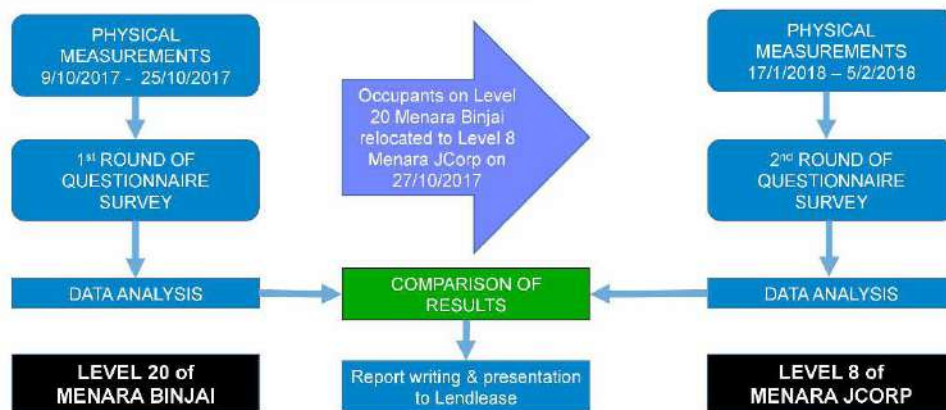 PHYSICAL
MEASUREMENTS
9/10/2017 - 25/10/2017
1st ROUND OF
QUESTIONNAIRE
SURVEY
DATA ANALYSIS
LEVEL 20 of
MENARA BINJAI
Occupants on Level
20 Menara Binjai
relocated to Level 8
Menara JCorp on
27/10/2017
COMPARISON OF
RESULTS
Report writing & presentation
to Lendlease
PHYSICAL
MEASUREMENTS
17/1/2018 – 5/2/2018
2nd ROUND OF
QUESTIONNAIRE
SURVEY
DATA ANALYSIS
LEVEL 8 of
MENARA JCORP